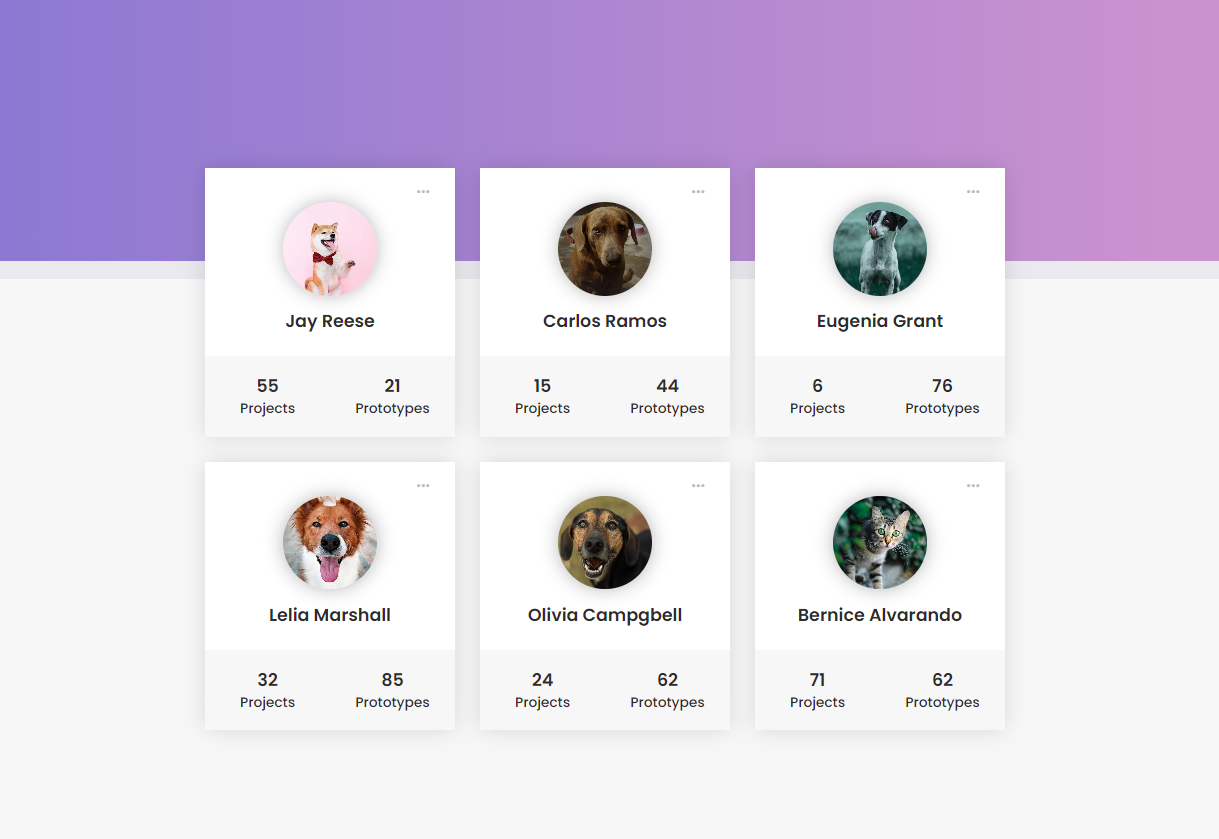 Jay Reese
55 21
Projects Prototypes
Carlos Ramos
15 44
Projects Prototypes
Eugenia Grant
6 76
Projects Prototypes
Lelia Marshall
32 85
Projects Prototypes
Olivia Campgbell
24 62
Projects Prototypes
Bernice Alvarando
71 62
Projects Prototypes